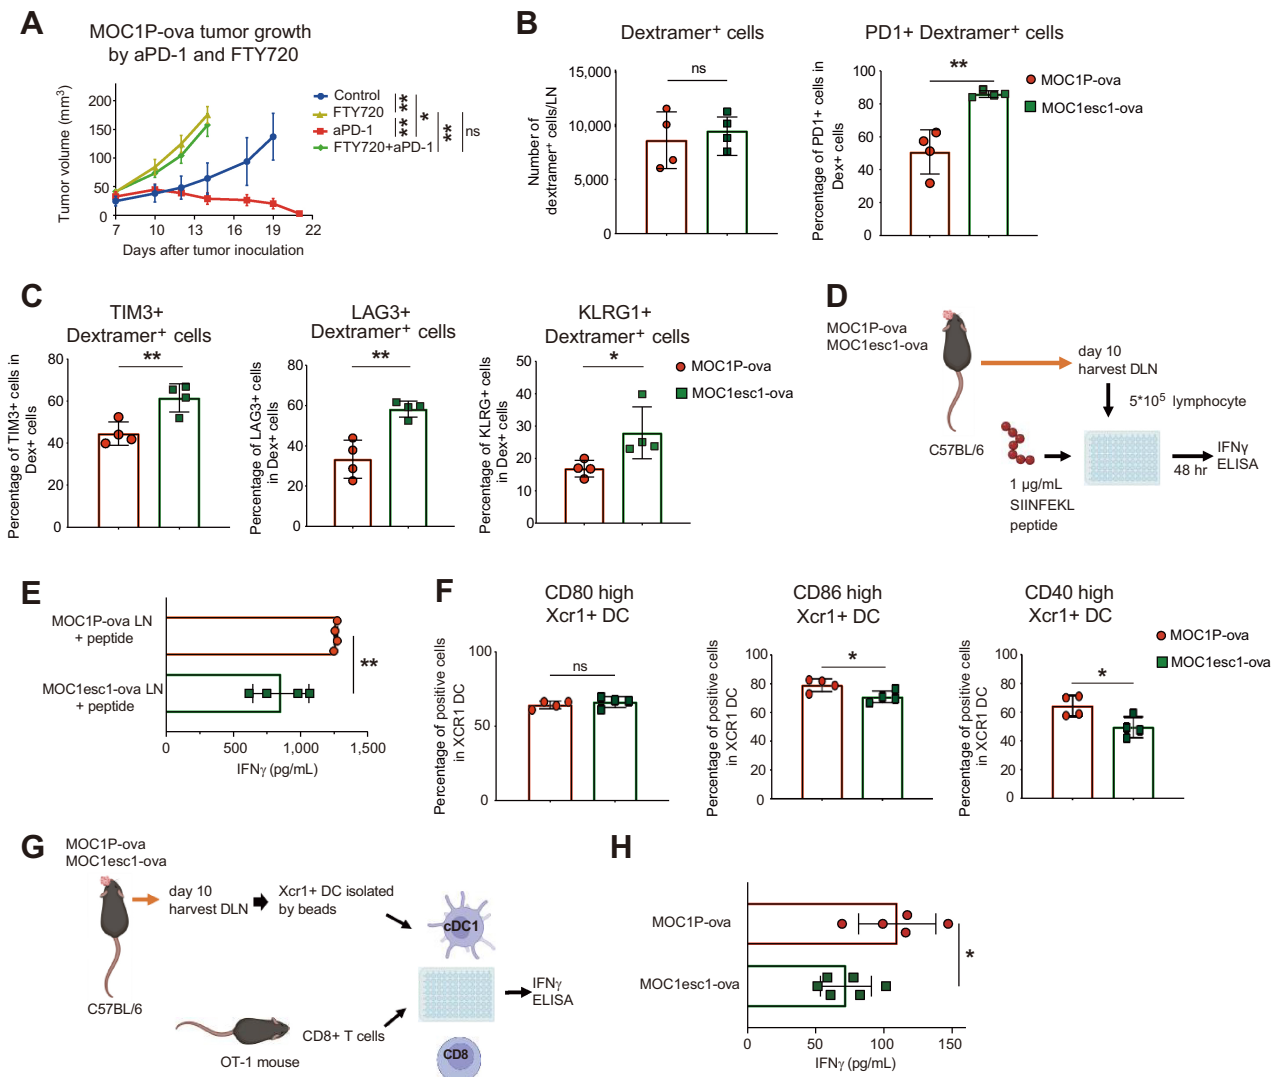 A
MOC1P-ova tumor growth
by aPD-1 and FTY720
Tumor volume (mm³)
200
150
100
50
0
7
10
13
16
19
22
Days after tumor inoculation
Control
FTY720
aPD-1
FTY720+aPD-1
**
**
**
**
*
**
ns
B
Dextramer⁺ cells
Number of
dextramer⁺ cells/LN
15,000
10,000
5,000
0
ns
PD1+ Dextramer⁺ cells
Percentage of PD1+ cells in
Dex+ cells
100
80
60
40
20
0
**
MOC1P-ova
MOC1esc1-ova
C
TIM3+
Dextramer⁺ cells
Percentage of TIM3+ cells in
Dex+ cells
80
60
40
20
0
**
LAG3+
Dextramer⁺ cells
Percentage of LAG3+ cells
in Dex+ cells
80
60
40
20
0
**
KLRG1+
Dextramer⁺ cells
Percentage of KLRG+ cells
in Dex+ cells
50
40
30
20
10
0
*
MOC1P-ova
MOC1esc1-ova
D
MOC1P-ova
MOC1esc1-ova
C57BL/6
day 10
harvest DLN
5*10⁵ lymphocyte
1 µg/mL
SIINFEKL
peptide
48 hr
IFNγ
ELISA
E
MOC1P-ova LN
+ peptide
MOC1esc1-ova LN
+ peptide
**
0
500
1,000
1,500
IFNγ (pg/mL)
F
CD80 high
Xcr1+ DC
Percentage of positive cells
in XCR1 DC
100
50
0
ns
CD86 high
Xcr1+ DC
Percentage of positive cells
in XCR1 DC
100
80
60
40
20
0
*
CD40 high
Xcr1+ DC
Percentage of positive cells
in XCR1 DC
100
80
60
40
20
0
*
MOC1P-ova
MOC1esc1-ova
G
MOC1P-ova
MOC1esc1-ova
C57BL/6
day 10
harvest DLN
Xcr1+ DC isolated
by beads
cDC1
OT-1 mouse
CD8+ T cells
CD8
IFNγ
ELISA
H
MOC1P-ova
MOC1esc1-ova
*
0
50
100
150
IFNγ (pg/mL)